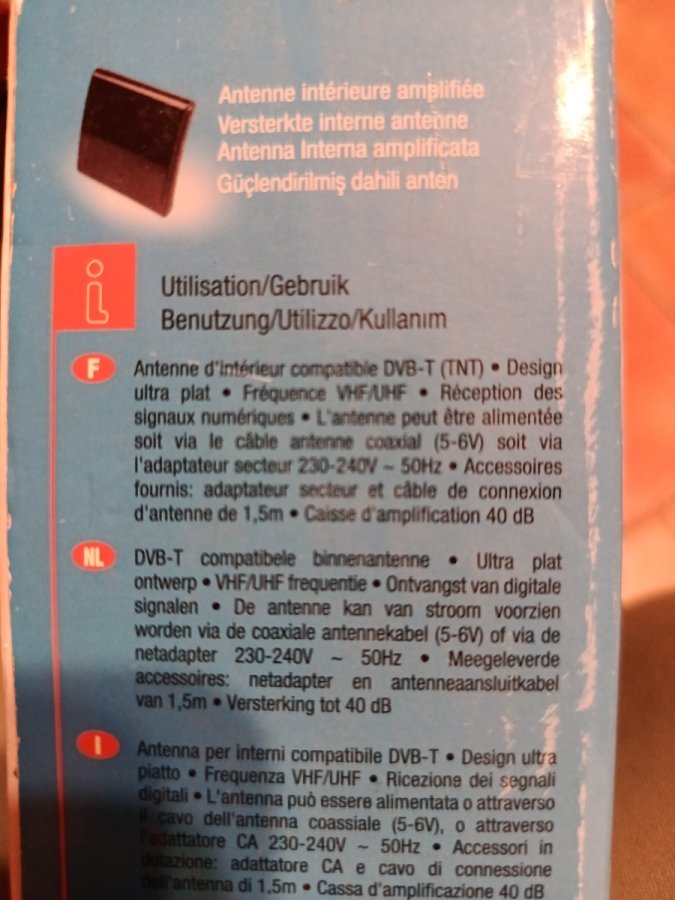 Antenne intérieure amplifiée
Versterkte interne antenne
Antenna Interna amplificata
Güçlendirilmiş dahili anten
i
Utilisation/Gebruik
Benutzung/Utilizzo/Kullanım
F
Antenne d'intérieur compatible DVB-T (TNT) • Design
ultra plat • Fréquence VHF/UHF • Réception des
signaux numériques • L'antenne peut être alimentée
soit via le câble antenne coaxial (5-6V) soit via
l'adaptateur secteur 230-240V ~ 50Hz • Accessoires
fournis: adaptateur secteur et câble de connexion
d'antenne de 1,5m • Caisse d'amplification 40 dB
NL
DVB-T compatibele binnenantenne • Ultra plat
ontwerp • VHF/UHF frequentie • Ontvangst van digitale
signalen • De antenne kan van stroom voorzien
worden via de coaxiale antennekabel (5-6V) of via de
netadapter 230-240V ~ 50Hz • Meegeleverde
accessoires: netadapter en antenneaansluitkabel
van 1,5m • Versterking tot 40 dB
I
Antenna per interni compatibile DVB-T • Design ultra
piatto • Frequenza VHF/UHF • Ricezione dei segnali
digitali • L'antenna può essere alimentata o attraverso
il cavo dell'antenna coassiale (5-6V), o attraverso
l'adattatore CA 230-240V ~ 50Hz • Accessori in
dotazione: adattatore CA e cavo di connessione
dell'antenna di 1,5m • Cassa d'amplificazione 40 dB